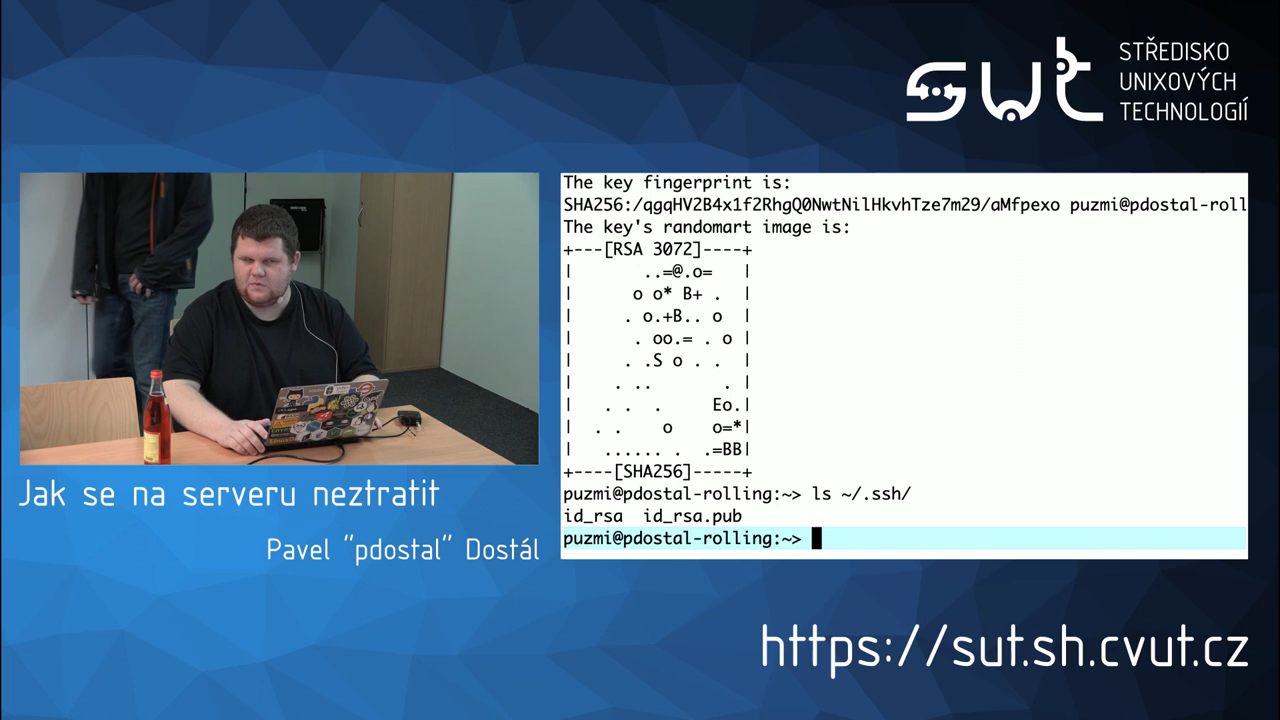 sut
STŘEDISKO
UNIXOVÝCH
TECHNOLOGIÍ
The key fingerprint is:
SHA256:/qgqHV2B4x1f2RhgQ0NwtNilHkvhTze7m29/aMfpexo puzmi@pdostal-roll
The key's randomart image is:
+---[RSA 3072]----+
|       ..=@.o=   |
|      o o* B+ .  |
|     . o.+B.. o  |
|      . oo.= . o |
|     . .S o . .  |
|    . ..       . |
|   . .  .     Eo.|
|  . .    o    o=*|
|   ...... .  .=BB|
+----[SHA256]-----+
puzmi@pdostal-rolling:~> ls ~/.ssh/
id_rsa  id_rsa.pub
puzmi@pdostal-rolling:~>
Jak se na serveru neztratit
Pavel "pdostal" Dostál
https://sut.sh.cvut.cz